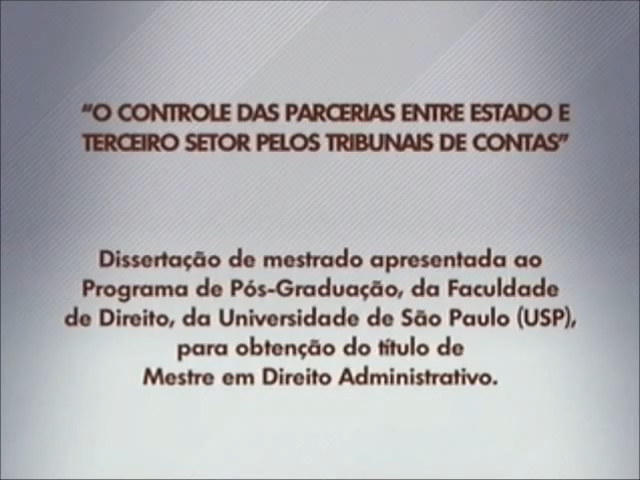 “O CONTROLE DAS PARCERIAS ENTRE ESTADO E
TERCEIRO SETOR PELOS TRIBUNAIS DE CONTAS”
Dissertação de mestrado apresentada ao
Programa de Pós-Graduação, da Faculdade
de Direito, da Universidade de São Paulo (USP),
para obtenção do título de
Mestre em Direito Administrativo.